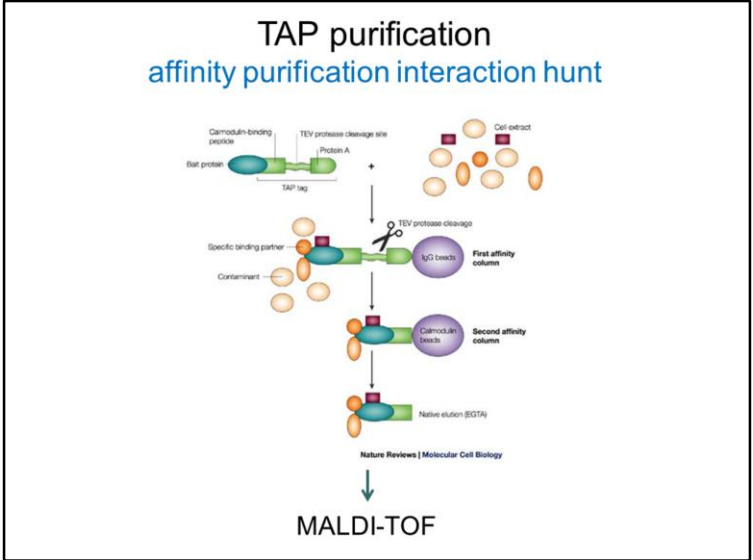 TAP purification
affinity purification interaction hunt
Calmodulin-binding
peptide
TEV protease cleavage site
Protein A
Bait protein
TAP tag
+
Cell extract
TEV protease cleavage
Specific binding partner
Contaminant
IgG beads
First affinity
column
Calmodulin
beads
Second affinity
column
Native elution (EGTA)
Nature Reviews | Molecular Cell Biology
MALDI-TOF